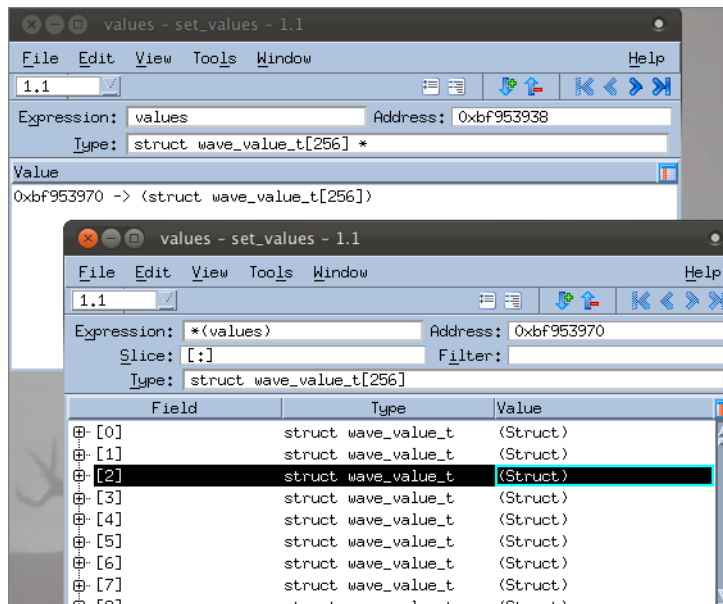 values - set_values - 1.1
File Edit View Tools Window Help
1.1
Expression: values Address: 0xbf953938
Type: struct wave_value_t[256] *
Value
0xbf953970 -> (struct wave_value_t[256])
values - set_values - 1.1
File Edit View Tools Window Help
1.1
Expression: *(values) Address: 0xbf953970
Slice: [:] Filter:
Type: struct wave_value_t[256]
Field Type Value
[0] struct wave_value_t (Struct)
[1] struct wave_value_t (Struct)
[2] struct wave_value_t (Struct)
[3] struct wave_value_t (Struct)
[4] struct wave_value_t (Struct)
[5] struct wave_value_t (Struct)
[6] struct wave_value_t (Struct)
[7] struct wave_value_t (Struct)